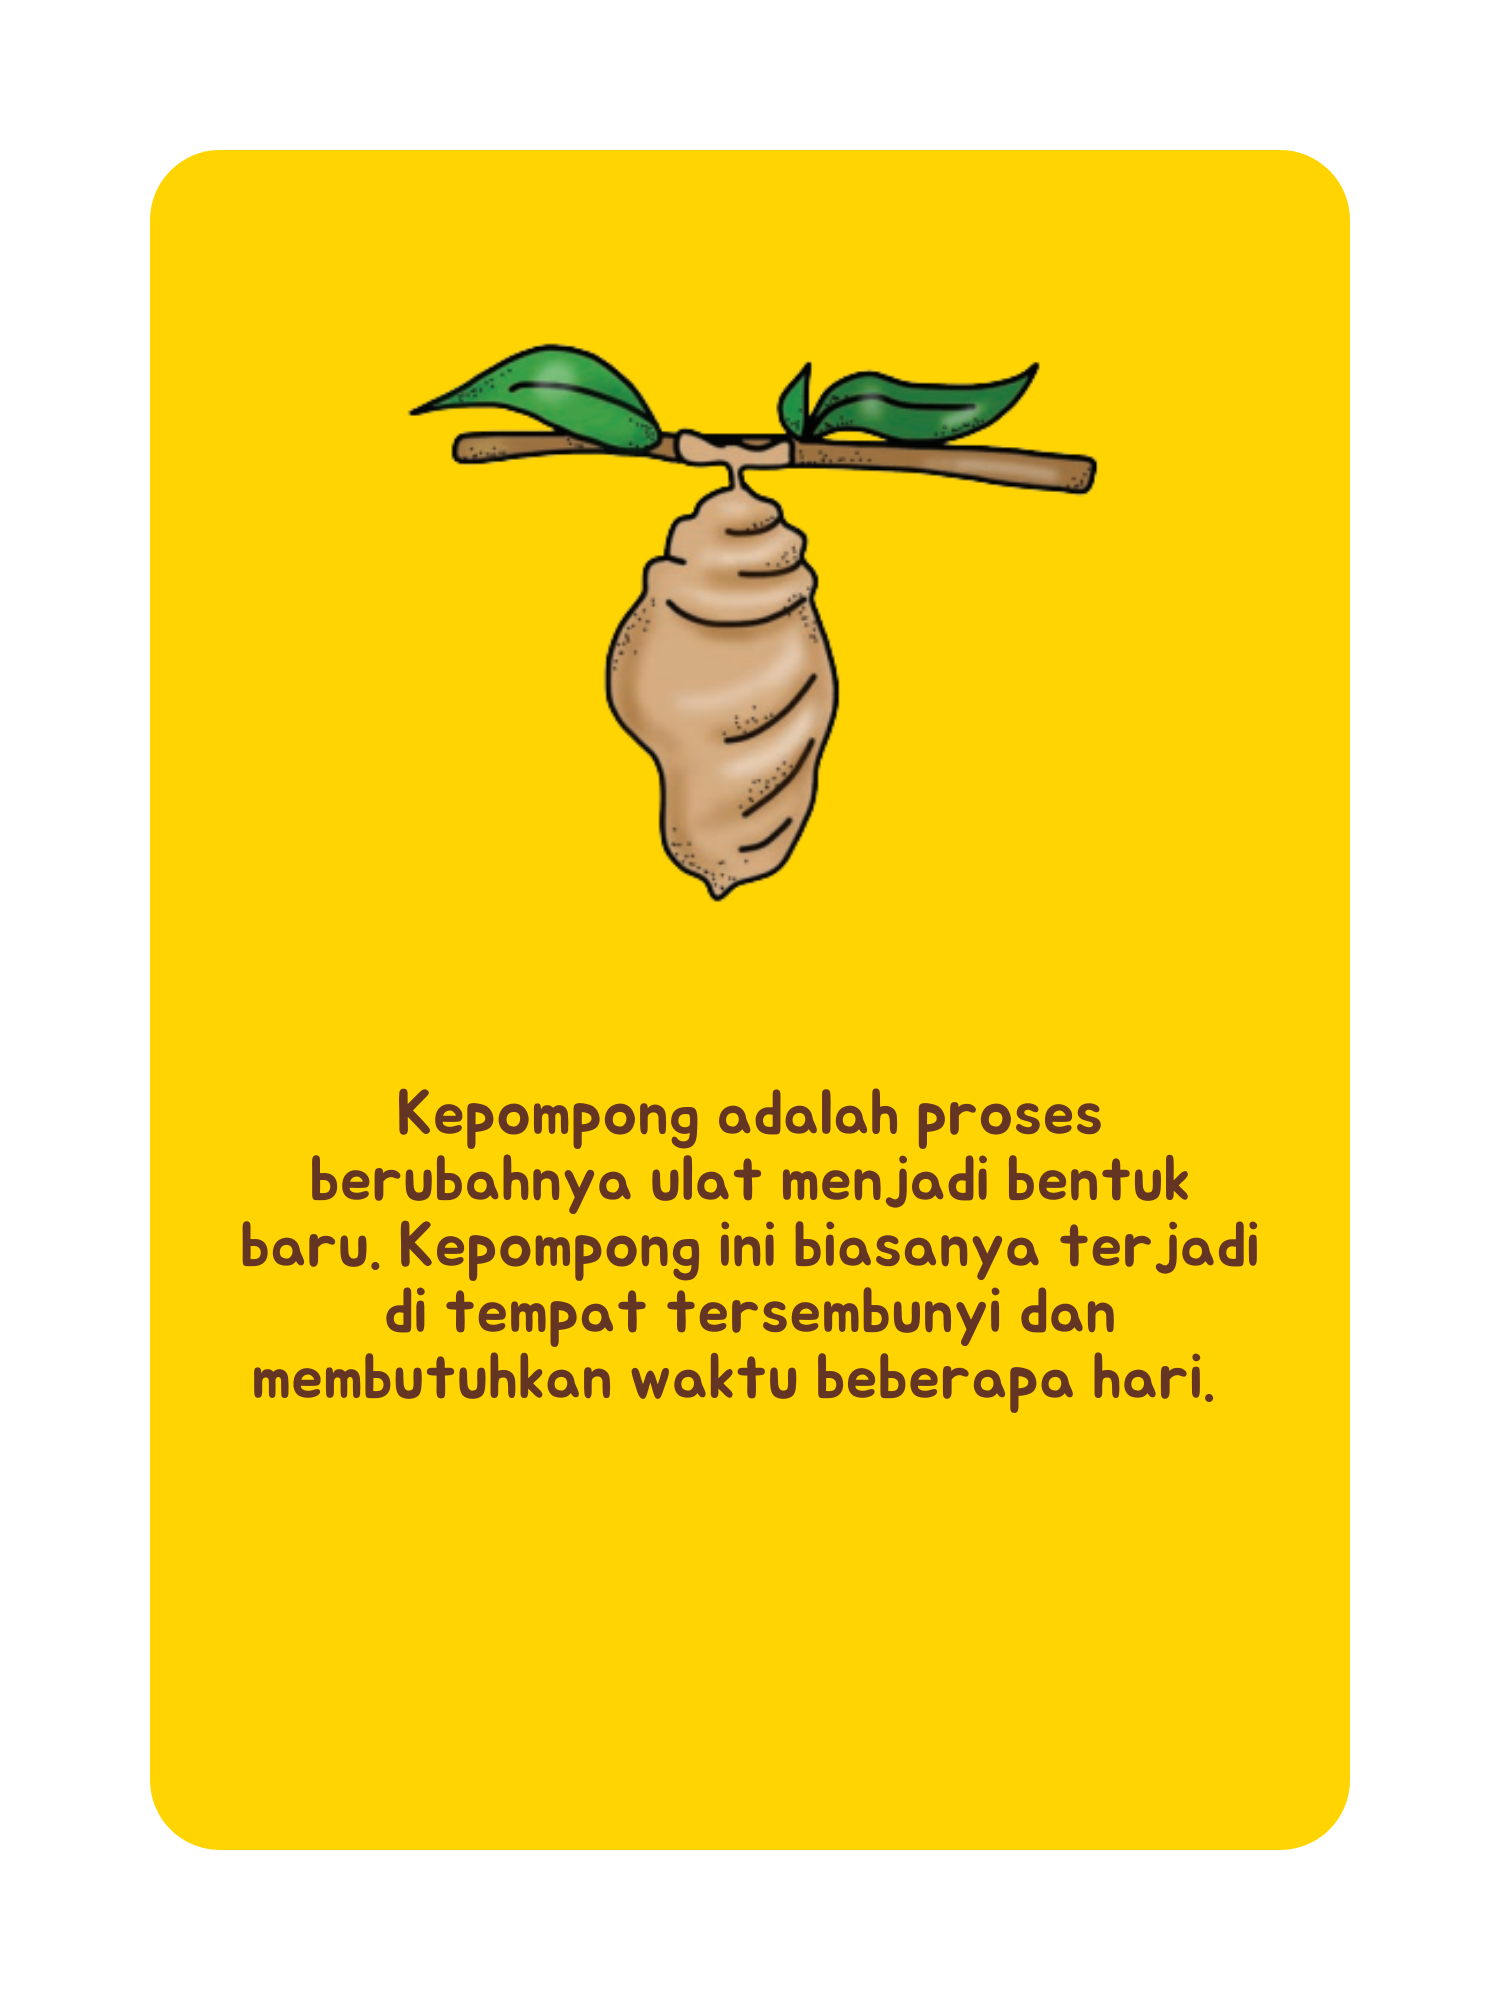 Kepompong adalah proses
berubahnya ulat menjadi bentuk
baru. Kepompong ini biasanya terjadi
di tempat tersembunyi dan
membutuhkan waktu beberapa hari.